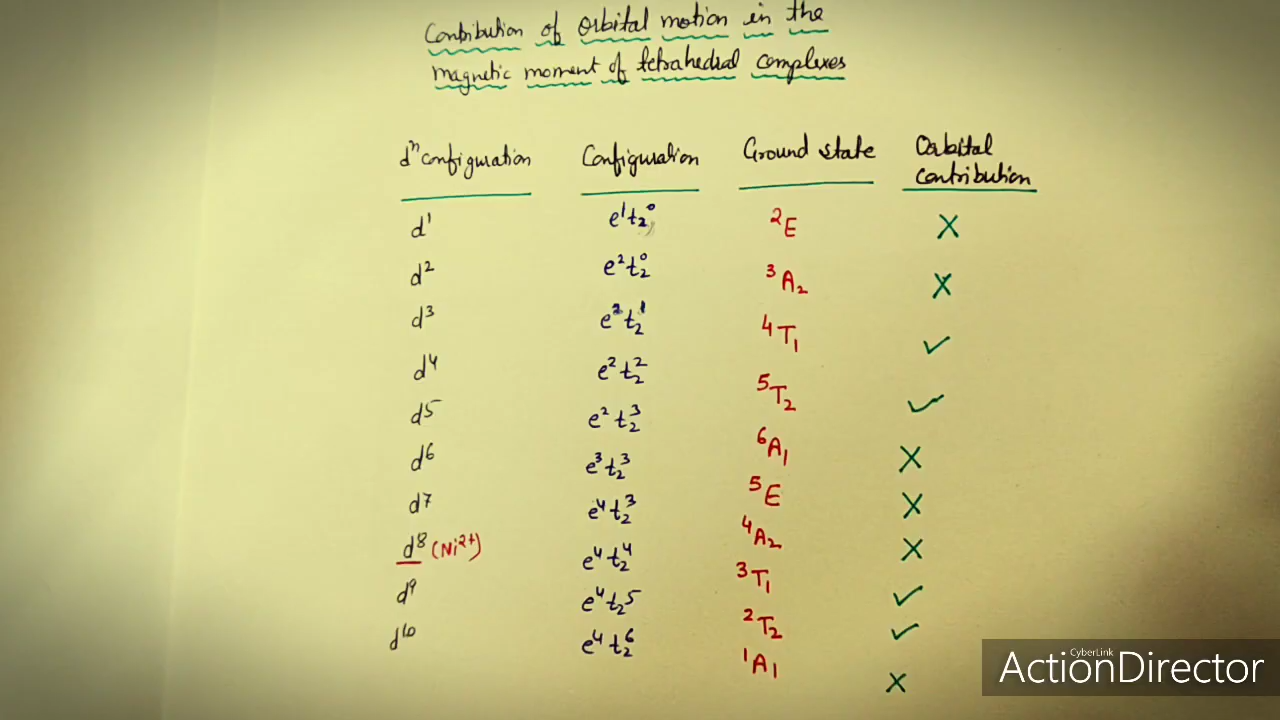 Contribution of Orbital motion in the
magnetic moment of tetrahedral complexes
dⁿ configuration Configuration Ground state Orbital contribution
d¹ e¹t₂⁰ ²E X
d² e²t₂⁰ ³A₂ X
d³ e²t₂¹ ⁴T₁ ✓
d⁴ e²t₂² ⁵T₂ ✓
d⁵ e²t₂³ ⁶A₁ X
d⁶ e³t₂³ ⁵E X
d⁷ e⁴t₂³ ⁴A₂ X
d⁸ (Ni²⁺) e⁴t₂⁴ ³T₁ ✓
d⁹ e⁴t₂⁵ ²T₂ ✓
d¹⁰ e⁴t₂⁶ ¹A₁ X
CyberLink
ActionDirector